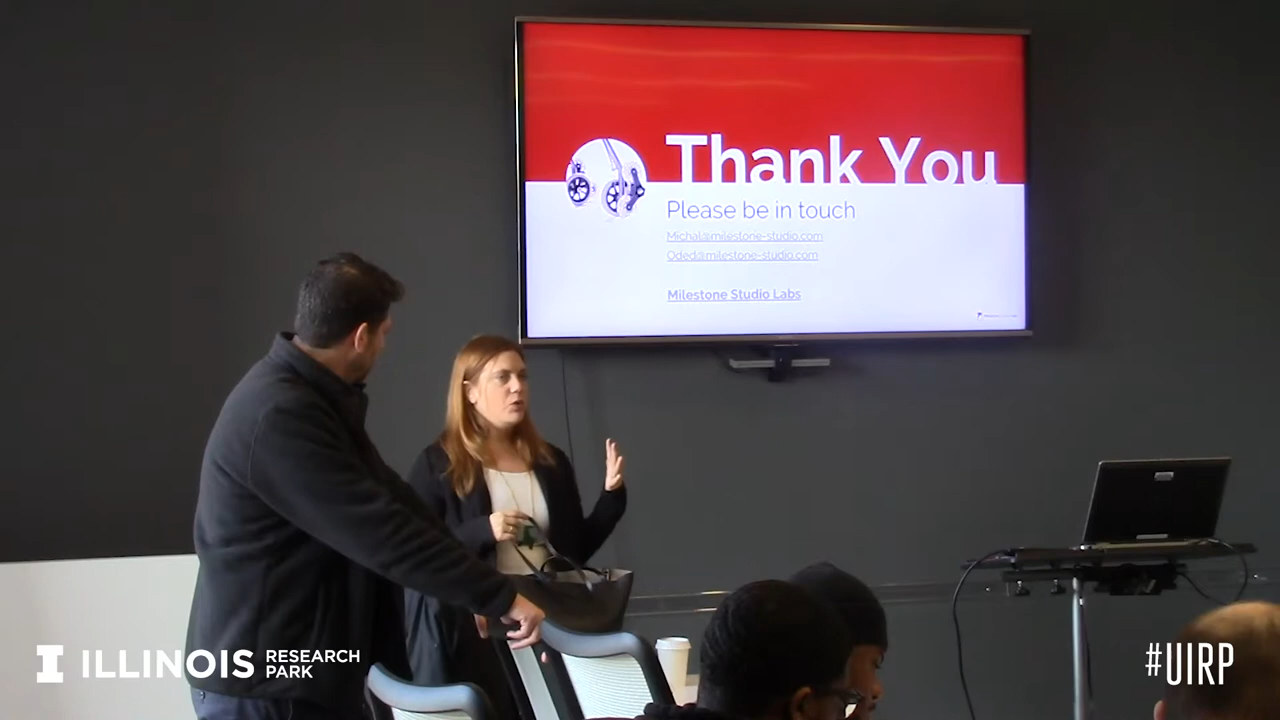 Thank You
Please be in touch
Michal@milestone-studio.com
Oded@milestone-studio.com
Milestone Studio Labs
ILLINOIS RESEARCH PARK
#UIRP